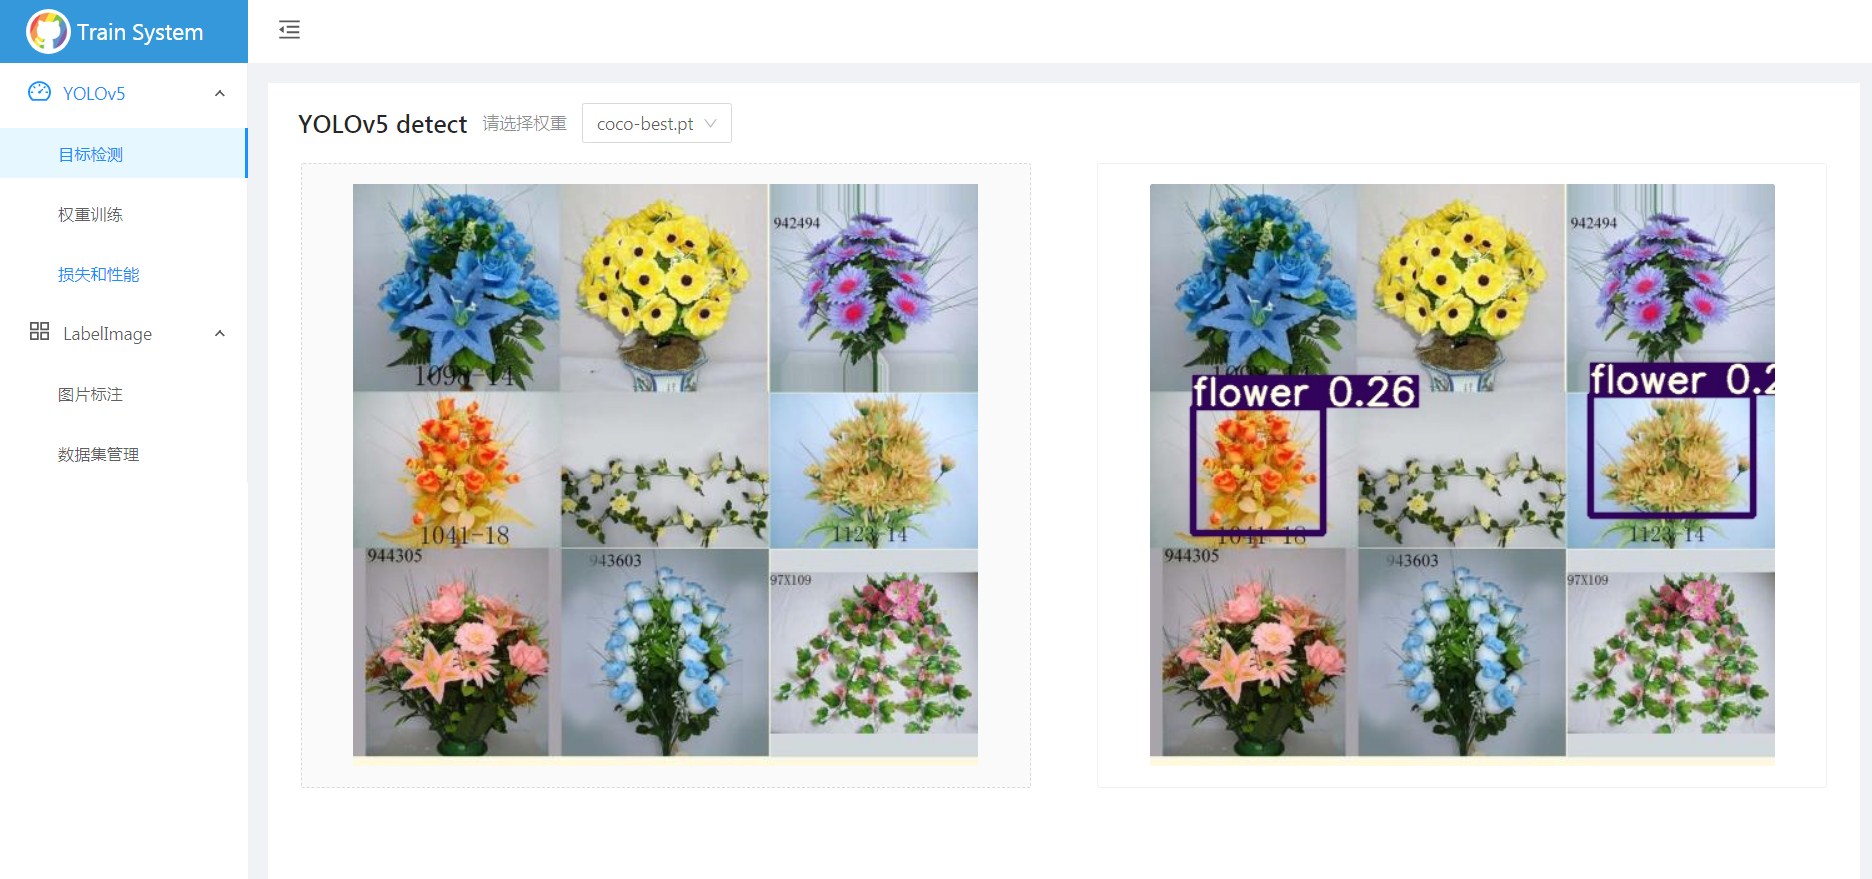 Train System
YOLOv5
目标检测
权重训练
损失和性能
LabelImage
图片标注
数据集管理
YOLOv5 detect 请选择权重 coco-best.pt
942494
1098-14
1041-18
1123-14
944305
943603
97X109
942494
flower 0.26
flower 0.2
1041-18
1123-14
944305
943603
97X109